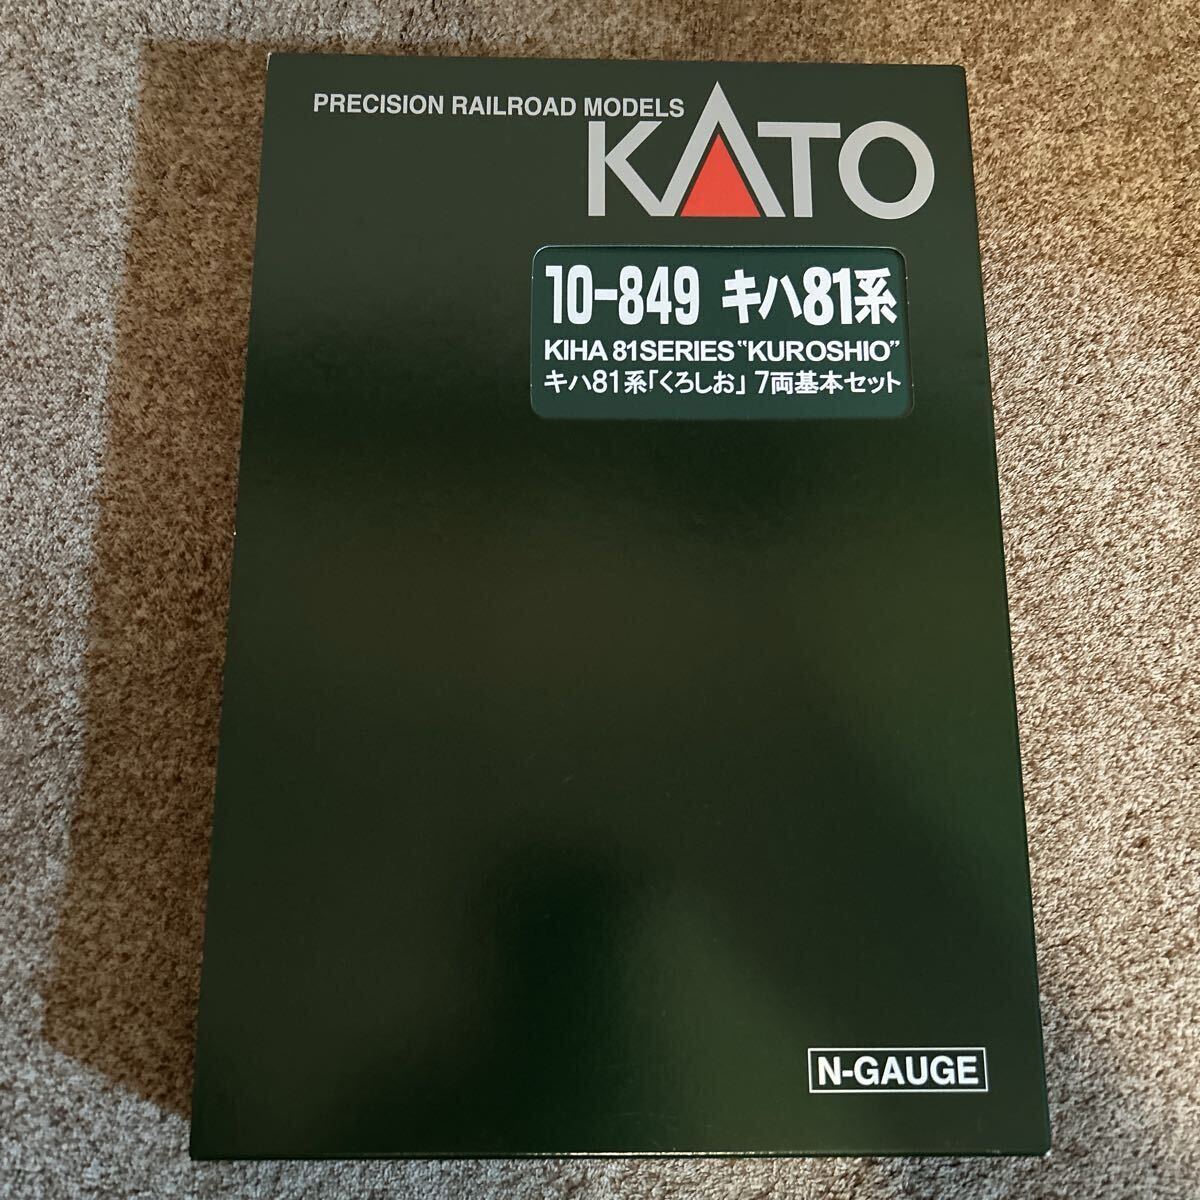 PRECISION RAILROAD MODELS
KATO
10-849 キハ81系
KIHA 81SERIES "KUROSHIO"
キハ81系「くろしお」 7両基本セット
N-GAUGE